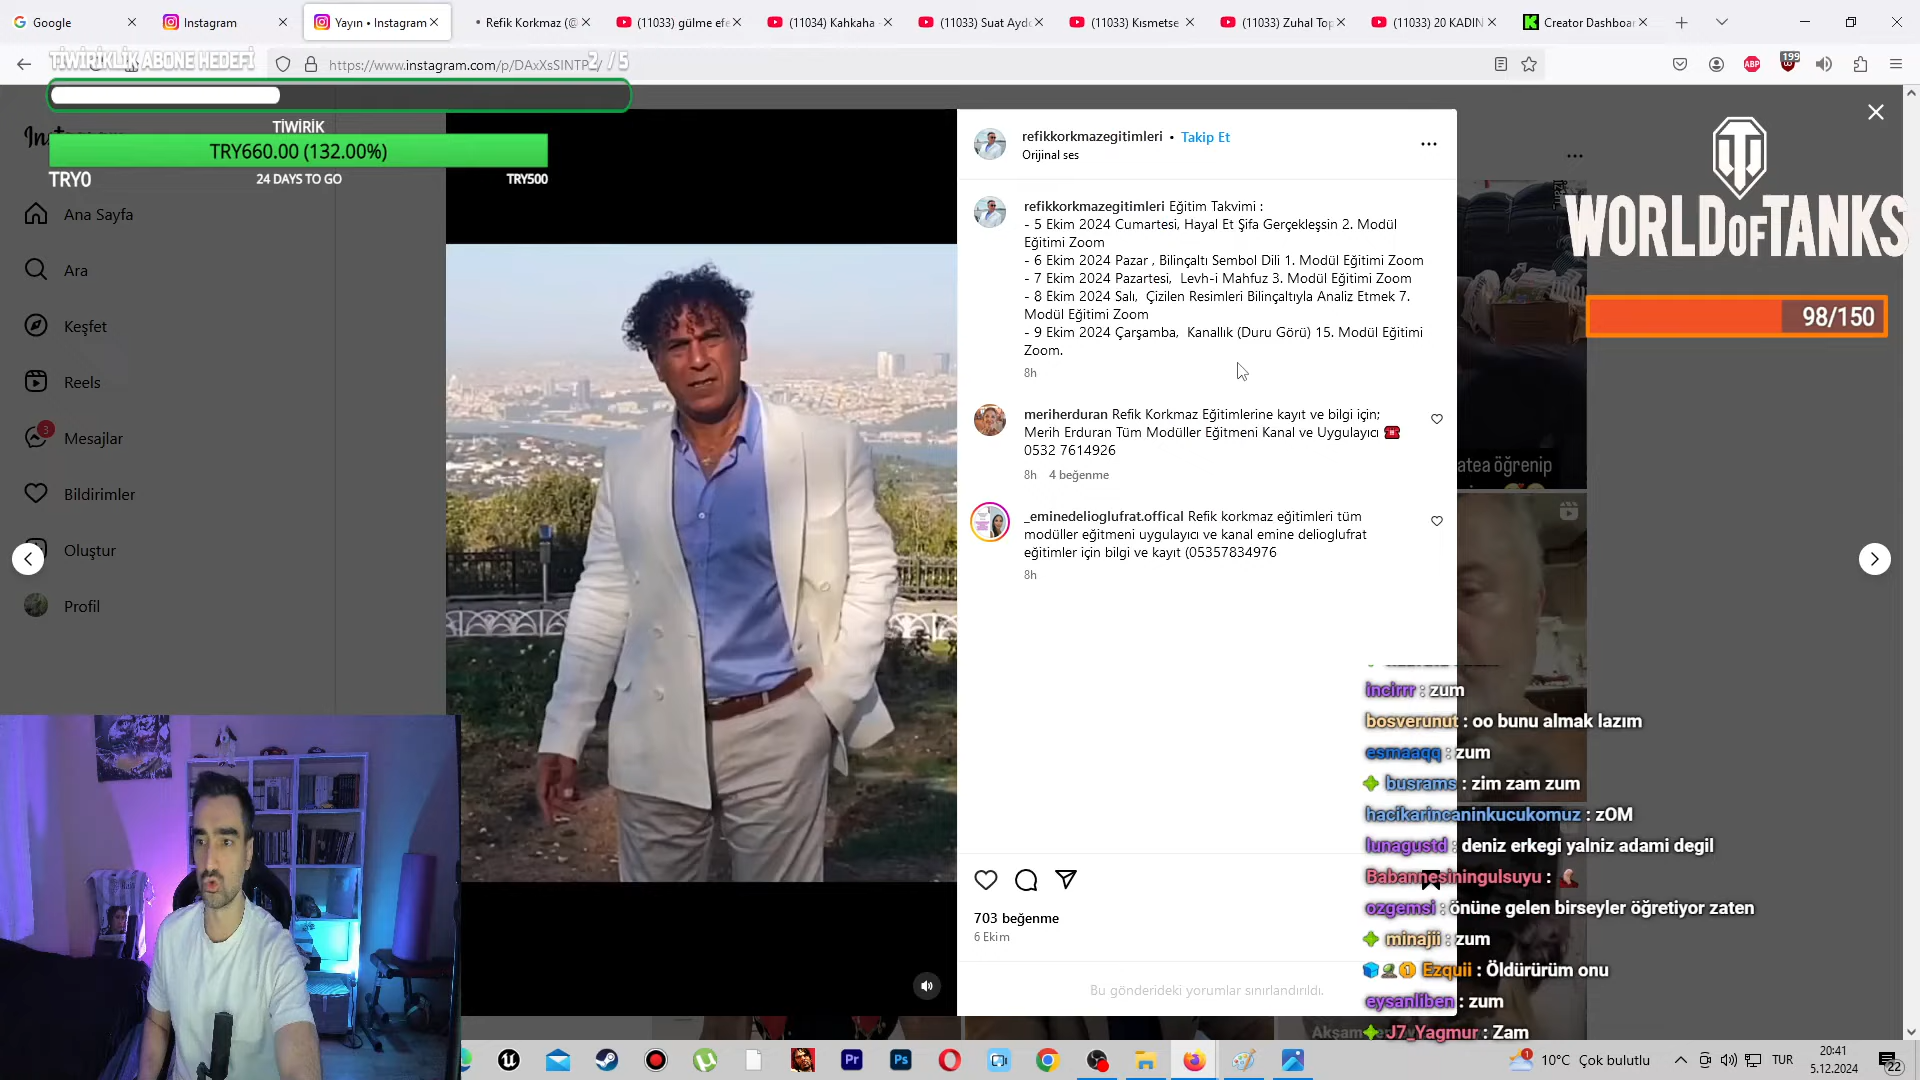 Google
Instagram
Yayın • Instagram
Refik Korkmaz (@
(11033) gülme efe
(11034) Kahkaha
(11033) Suat Aydo
(11033) Kısmetse
(11033) Zuhal Top
(11033) 20 KADIN
Creator Dashboar
TİWİRİKLİK ABONE HEDEFİ
2 / 5
https://www.instagram.com/p/DAxXsSINTP
ABP
199
TİWİRİK
TRY660.00 (132.00%)
TRY0
24 DAYS TO GO
TRY500
Ana Sayfa
Ara
Keşfet
Reels
3
Mesajlar
Bildirimler
Oluştur
Profil
refikkorkmazegitimleri • Takip Et
Orijinal ses
refikkorkmazegitimleri Eğitim Takvimi :
- 5 Ekim 2024 Cumartesi, Hayal Et Şifa Gerçekleşsin 2. Modül
Eğitimi Zoom
- 6 Ekim 2024 Pazar , Bilinçaltı Sembol Dili 1. Modül Eğitimi Zoom
- 7 Ekim 2024 Pazartesi, Levh-i Mahfuz 3. Modül Eğitimi Zoom
- 8 Ekim 2024 Salı, Çizilen Resimleri Bilinçaltıyla Analiz Etmek 7.
Modül Eğitimi Zoom
- 9 Ekim 2024 Çarşamba, Kanallık (Duru Görü) 15. Modül Eğitimi
Zoom.
8h
meriherduran Refik Korkmaz Eğitimlerine kayıt ve bilgi için;
Merih Erduran Tüm Modüller Eğitmeni Kanal ve Uygulayıcı ☎️
0532 7614926
8h 4 beğenme
_eminedelioglufrat.offical Refik korkmaz eğitimleri tüm
modüller eğitmeni uygulayıcı ve kanal emine delioglufrat
eğitimler için bilgi ve kayıt (05357834976
8h
703 beğenme
6 Ekim
Bu gönderideki yorumlar sınırlandırıldı.
WORLD OF TANKS
98/150
atea öğrenip
incirrr : zum
bosverunut : oo bunu almak lazım
esmaaqq : zum
busrams : zim zam zum
hacikarincaninkucukomuz : zOM
lunagustd : deniz erkegi yalniz adami degil
Babannesiningulsuyu :
ozgemsi : önüne gelen birseyler öğretiyor zaten
minajii : zum
Ezquii : Öldürürüm onu
eysanliben : zum
J7_Yagmur : Zam
Pr
Ps
1
10°C Çok bulutlu
TUR
20:41
5.12.2024
22